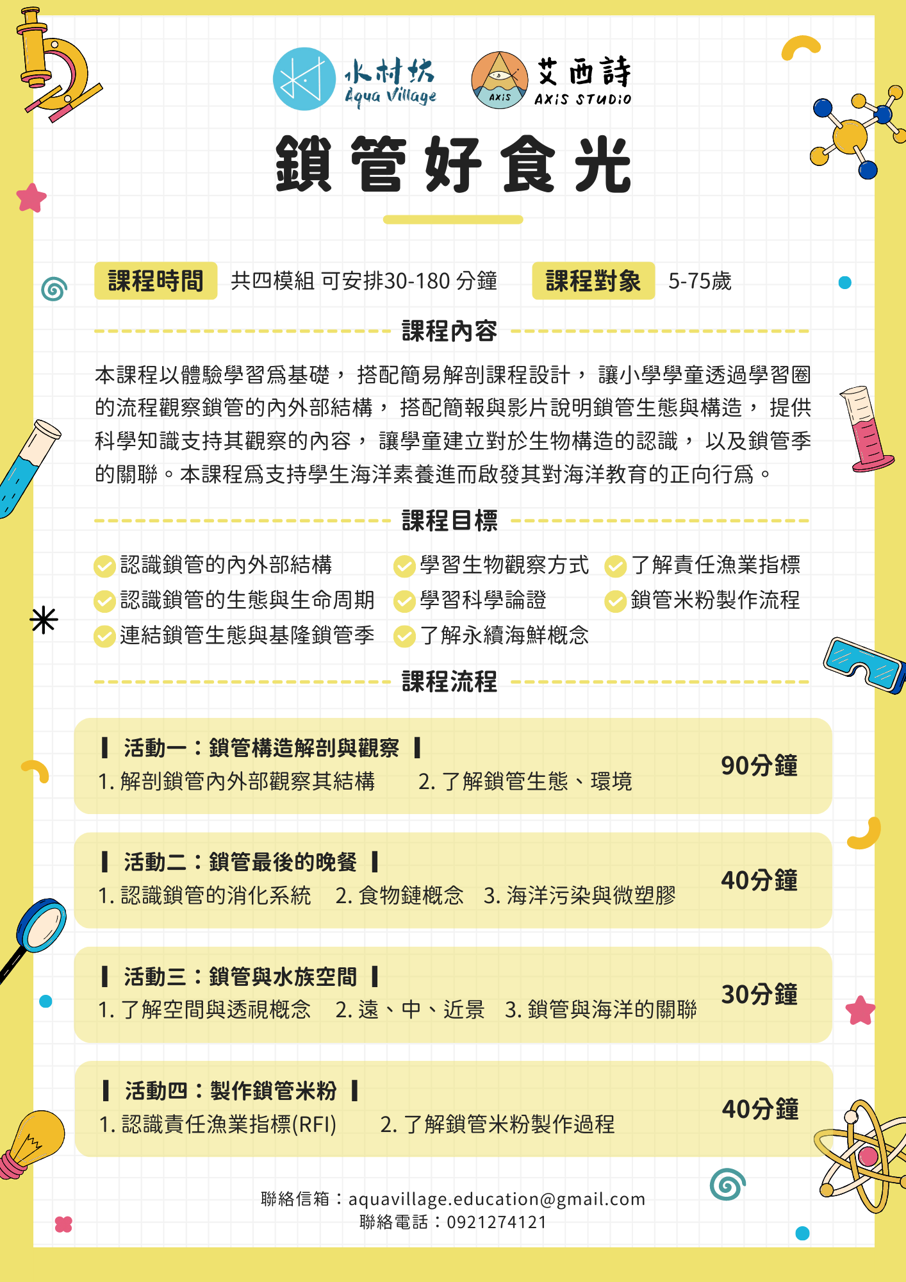 水村妖 艾西詩
Aqua Village AXiS STUDiO
AXiS
鎖管好食光
課程時間 共四模組 可安排30-180 分鐘 課程對象 5-75歲
課程內容
本課程以體驗學習為基礎， 搭配簡易解剖課程設計， 讓小學學童透過學習圈
的流程觀察鎖管的內外部結構， 搭配簡報與影片說明鎖管生態與構造， 提供
科學知識支持其觀察的內容， 讓學童建立對於生物構造的認識， 以及鎖管季
的關聯。本課程為支持學生海洋素養進而啟發其對海洋教育的正向行為。
課程目標
認識鎖管的內外部結構 學習生物觀察方式 了解責任漁業指標
認識鎖管的生態與生命周期 學習科學論證 鎖管米粉製作流程
連結鎖管生態與基隆鎖管季 了解永續海鮮概念
課程流程
▎活動一：鎖管構造解剖與觀察 ▎
90分鐘
1. 解剖鎖管內外部觀察其結構 2. 了解鎖管生態、環境
▎活動二：鎖管最後的晚餐 ▎
40分鐘
1. 認識鎖管的消化系統 2. 食物鏈概念 3. 海洋污染與微塑膠
▎活動三：鎖管與水族空間 ▎
30分鐘
1. 了解空間與透視概念 2. 遠、中、近景 3. 鎖管與海洋的關聯
▎活動四：製作鎖管米粉 ▎
40分鐘
1. 認識責任漁業指標(RFI) 2. 了解鎖管米粉製作過程
聯絡信箱：aquavillage.education@gmail.com
聯絡電話：0921274121